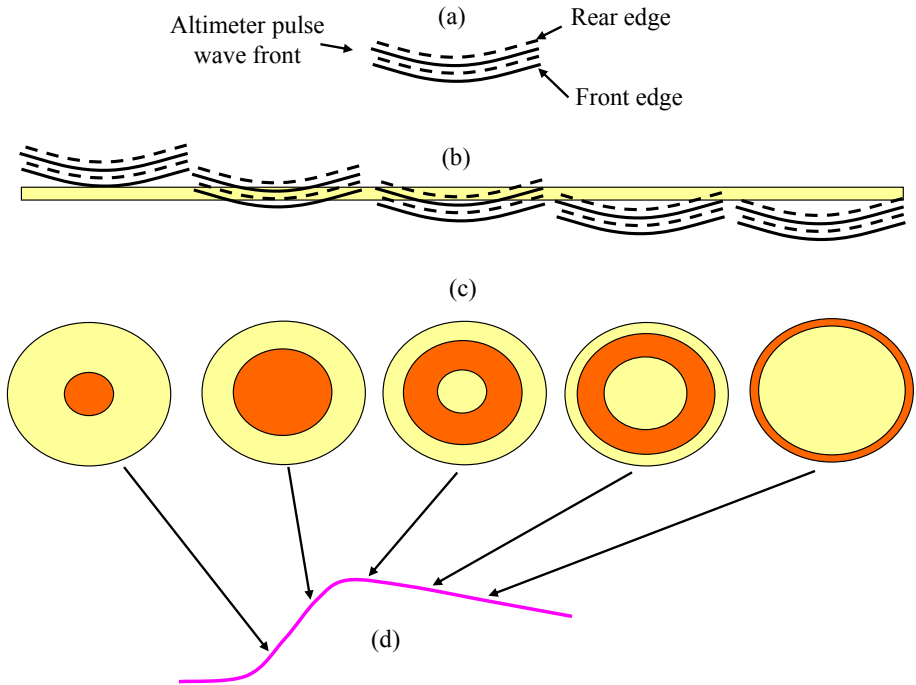 (a)
Rear edge
Altimeter pulse
wave front
Front edge
(b)
(c)
(d)